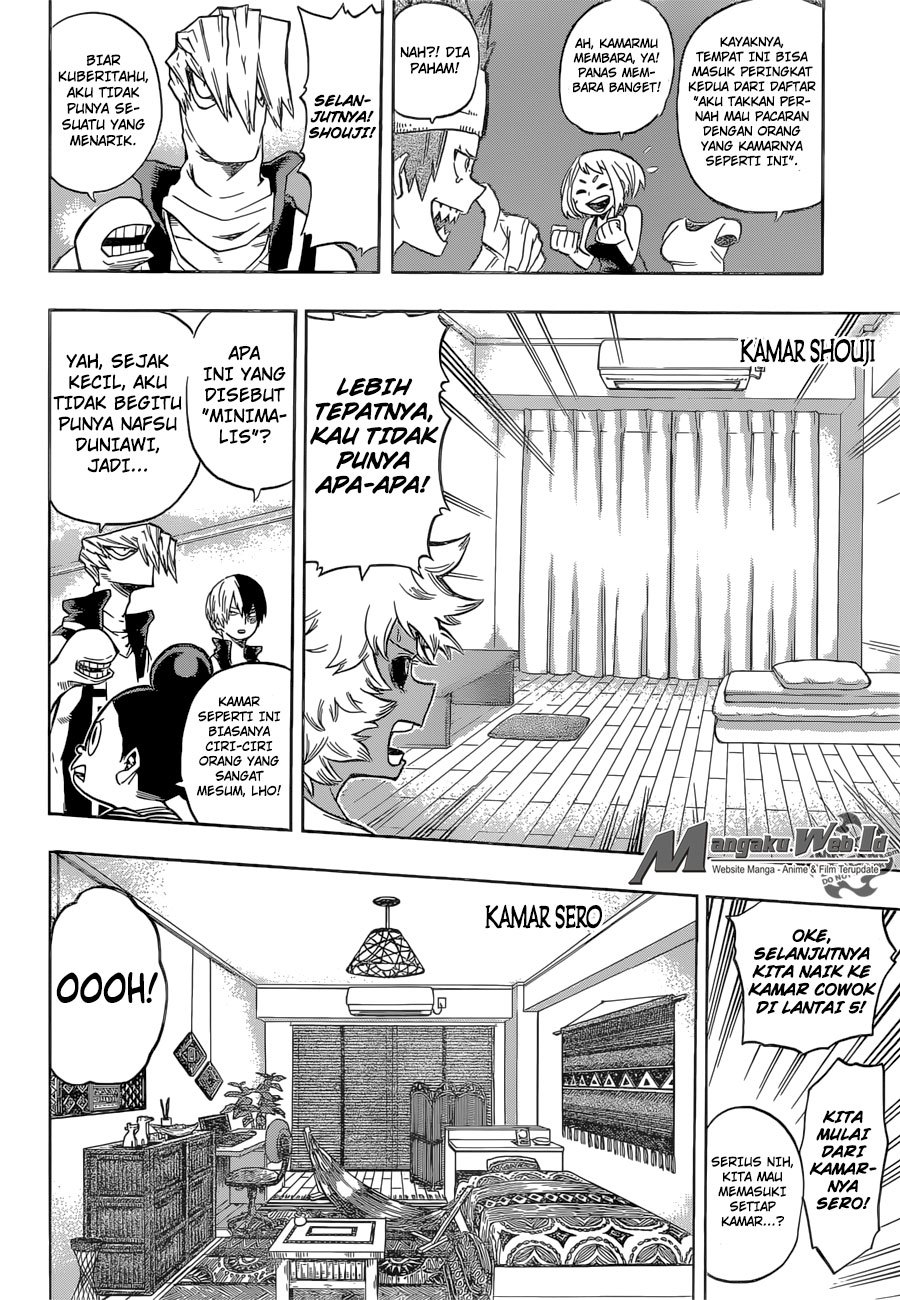 KAYAKNYA,
TEMPAT INI BISA
MASUK PERINGKAT
KEDUA DARI DAFTAR
"AKU TAKKAN PER-
NAH MAU PACARAN
DENGAN ORANG
YANG KAMARNYA
SEPERTI INI".
AH, KAMARMU
MEMBARA, YA!
PANAS MEM-
BARA BANGET!
NAH?! DIA
PAHAM!
SELAN-
JUTNYA!
SHOUJI!
BIAR
KUBERITAHU,
AKU TIDAK
PUNYA SE-
SUATU YANG
MENARIK.
KAMAR SHOUJI
LEBIH
TEPATNYA,
KAU TIDAK
PUNYA
APA-APA!
APA
INI YANG
DISEBUT
"MINIMA-
LIS"?
YAH, SEJAK
KECIL, AKU
TIDAK BEGITU
PUNYA NAFSU
DUNIAWI,
JADI...
KAMAR
SEPERTI INI
BIASANYA
CIRI-CIRI
ORANG YANG
SANGAT
MESUM, LHO!
Mangaku.Web.Id
Website Manga - Anime & Film Terupdate
OKE,
SELANJUTNYA
KITA NAIK KE
KAMAR COWOK
DI LANTAI 5!
KITA
MULAI
DARI
KAMAR-
NYA
SERO!
SERIUS NIH,
KITA MAU
MEMASUKI
SETIAP
KAMAR...?
KAMAR SERO
OOOH!